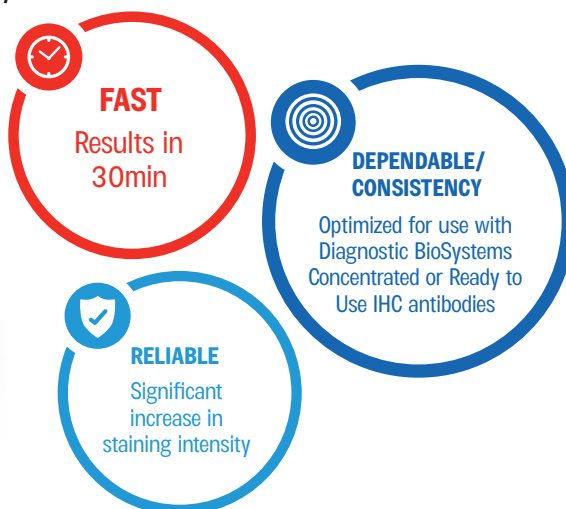 FAST
Results in
30min
DEPENDABLE/
CONSISTENCY
Optimized for use with
Diagnostic BioSystems
Concentrated or Ready to
Use IHC antibodies
RELIABLE
Significant
increase in
staining intensity